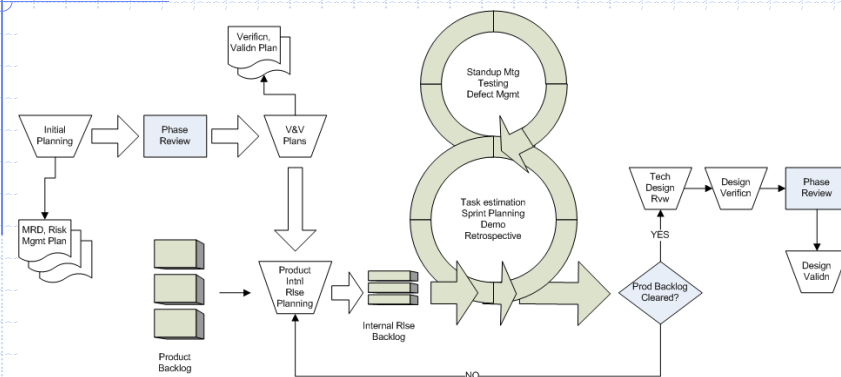 Verificn,
Validn Plan
Initial
Planning
Phase
Review
V&V
Plans
MRD, Risk
Mgmt Plan
Product
Backlog
Product
Intnl
Rlse
Planning
Internal Rlse
Backlog
Standup Mtg
Testing
Defect Mgmt
Task estimation
Sprint Planning
Demo
Retrospective
Prod Backlog
Cleared?
YES
NO
Tech
Design
Rvw
Design
Verificn
Phase
Review
Design
Validn